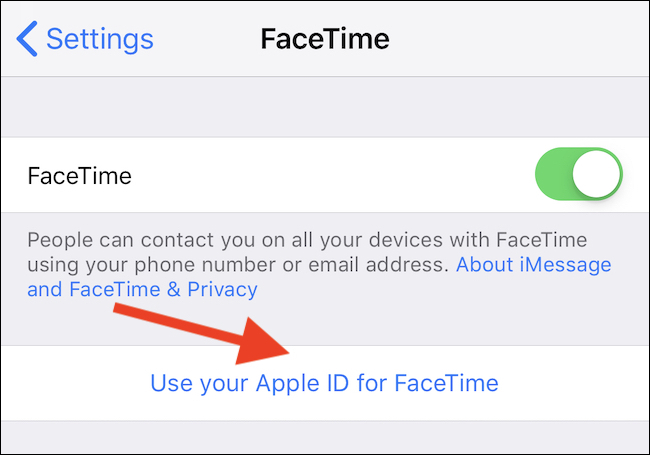 Settings
FaceTime
FaceTime
People can contact you on all your devices with FaceTime
using your phone number or email address. About iMessage
and FaceTime & Privacy
Use your Apple ID for FaceTime